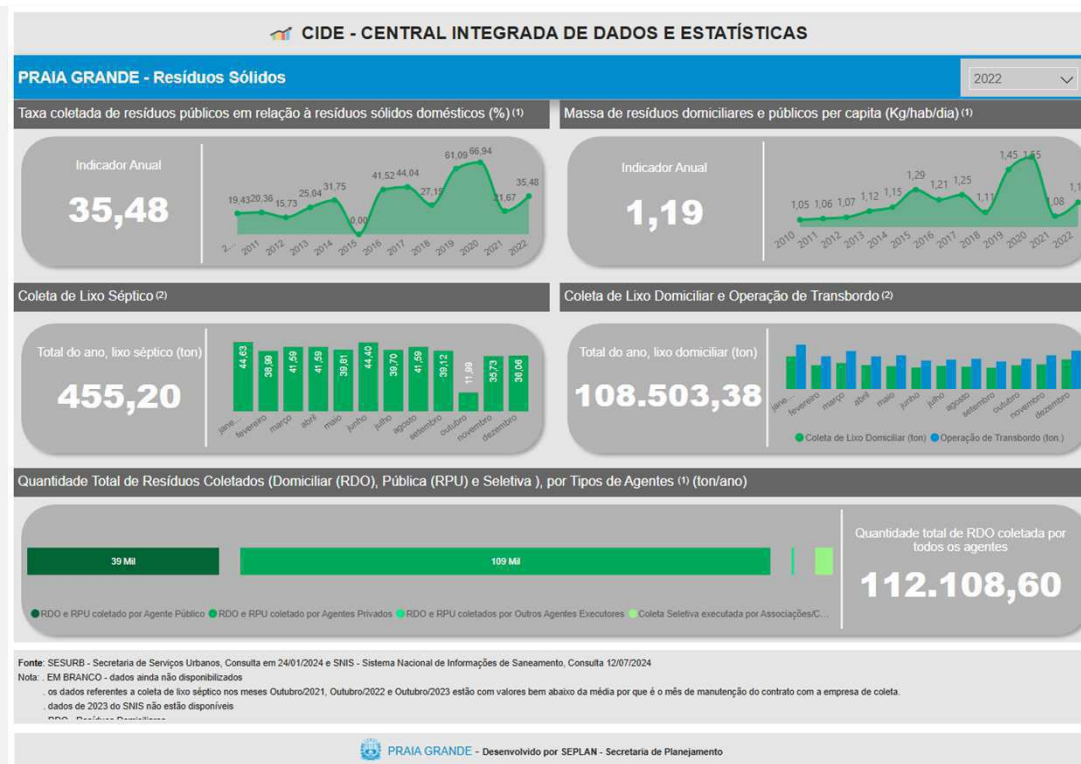 CIDE - CENTRAL INTEGRADA DE DADOS E ESTATÍSTICAS
PRAIA GRANDE - Resíduos Sólidos
2022
Taxa coletada de resíduos públicos em relação à resíduos sólidos domésticos (%) (1)
Indicador Anual
35,48
19,43 20,36 15,73 25,04 31,75 0,00 41,52 44,04 27,15 61,09 66,94 21,67 35,48
2... 2011 2012 2013 2014 2015 2016 2017 2018 2019 2020 2021 2022
Massa de resíduos domiciliares e públicos per capita (Kg/hab/dia) (1)
Indicador Anual
1,19
1,05 1,06 1,07 1,12 1,15 1,29 1,21 1,25 1,11 1,45 1,55 1,08 1,1
2010 2011 2012 2013 2014 2015 2016 2017 2018 2019 2020 2021 2022
Coleta de Lixo Séptico (2)
Total do ano, lixo séptico (ton)
455,20
44,63 38,99 41,59 41,59 39,81 44,40 39,70 41,59 39,12 11,99 35,73 36,06
jane... fevereiro março abril maio junho julho agosto setembro outubro novembro dezembro
Coleta de Lixo Domiciliar e Operação de Transbordo (2)
Total do ano, lixo domiciliar (ton)
108.503,38
jane... fevereiro março abril maio junho julho agosto setembro outubro novembro dezembro
Coleta de Lixo Domiciliar (ton) Operação de Transbordo (ton.)
Quantidade Total de Resíduos Coletados (Domiciliar (RDO), Pública (RPU) e Seletiva ), por Tipos de Agentes (1) (ton/ano)
39 Mil
109 Mil
RDO e RPU coletado por Agente Público RDO e RPU coletado por Agentes Privados RDO e RPU coletados por Outros Agentes Executores Coleta Seletiva executada por Associações/C...
Quantidade total de RDO coletada por
todos os agentes
112.108,60
Fonte: SESURB - Secretaria de Serviços Urbanos, Consulta em 24/01/2024 e SNIS - Sistema Nacional de Informações de Saneamento, Consulta 12/07/2024
Nota: . EM BRANCO - dados ainda não disponibilizados
. os dados referentes a coleta de lixo séptico nos meses Outubro/2021, Outubro/2022 e Outubro/2023 estão com valores bem abaixo da média por que é o mês de manutenção do contrato com a empresa de coleta.
. dados de 2023 do SNIS não estão disponíveis
. RDO - Resíduos Domiciliares
PRAIA GRANDE - Desenvolvido por SEPLAN - Secretaria de Planejamento